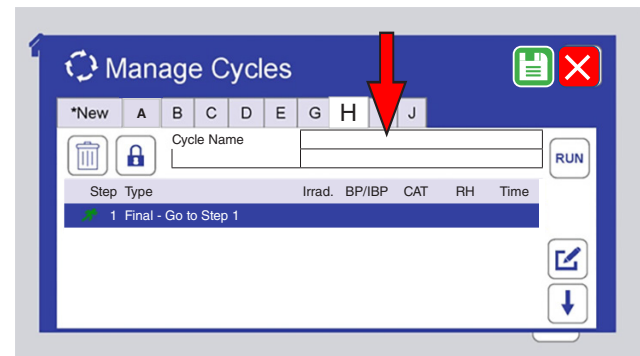 Manage Cycles
*New A B C D E G H J
Cycle Name
RUN
Step Type Irrad. BP/IBP CAT RH Time
1 Final - Go to Step 1